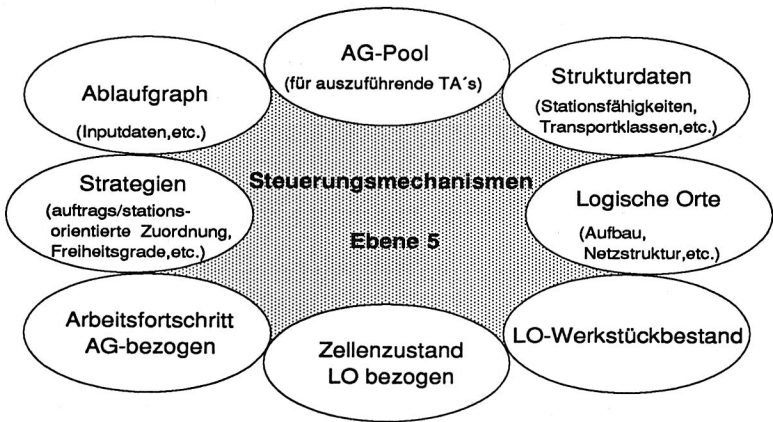 AG-Pool
(für auszuführende TA´s)
Ablaufgraph
(Inputdaten,etc.)
Strukturdaten
(Stationsfähigkeiten,
Transportklassen,etc.)
Steuerungsmechanismen
Ebene 5
Strategien
(auftrags/stations-
orientierte Zuordnung,
Freiheitsgrade,etc.)
Logische Orte
(Aufbau,
Netzstruktur,etc.)
Arbeitsfortschritt
AG-bezogen
Zellenzustand
LO bezogen
LO-Werkstückbestand